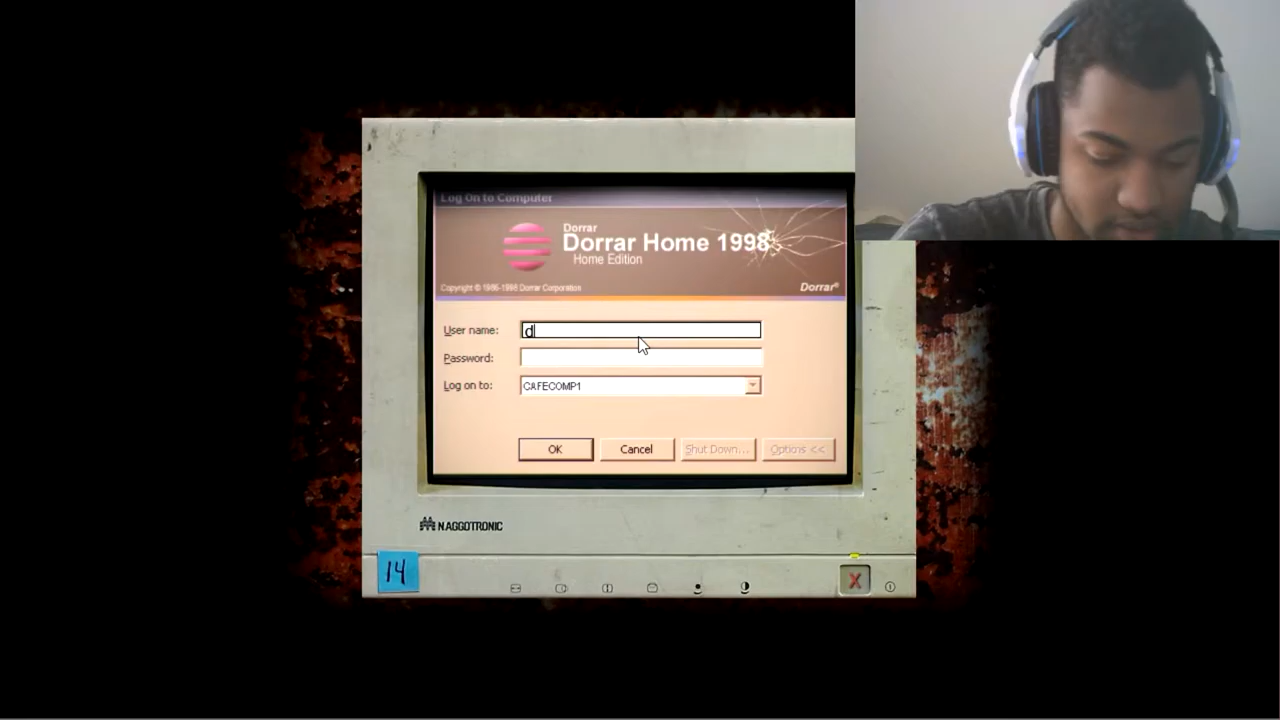 Log On to Computer
Dorrar
Dorrar Home 1998
Home Edition
Copyright © 1986-1998 Dorrar Corporation
Dorrar®
User name: d
Password:
Log on to: CAFECOMP1
OK Cancel Shut Down... Options <<
NAGGOTRONIC
14
X